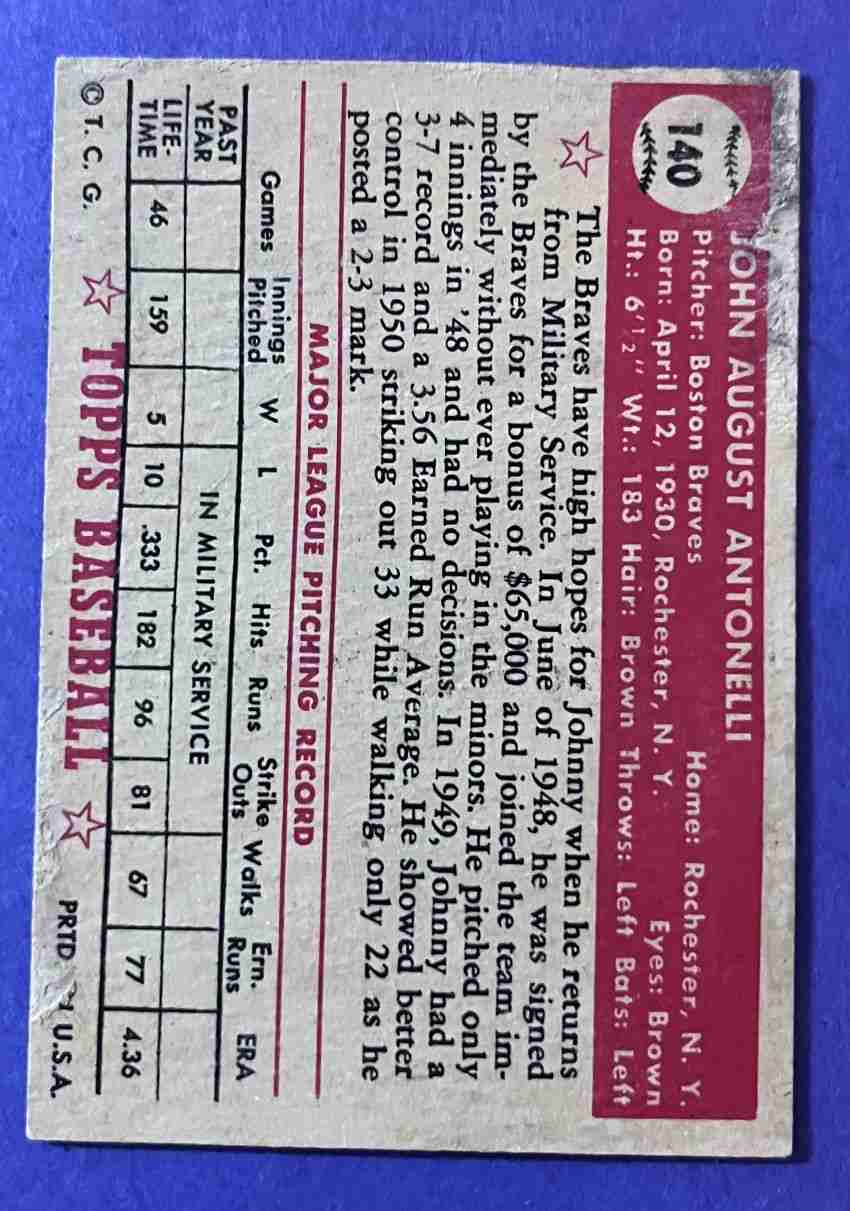 140
JOHN AUGUST ANTONELLI
Pitcher: Boston Braves Home: Rochester, N. Y.
Born: April 12, 1930, Rochester, N. Y. Eyes: Brown
Ht.: 6'½" Wt.: 183 Hair: Brown Throws: Left Bats: Left
The Braves have high hopes for Johnny when he returns
from Military Service. In June of 1948, he was signed
by the Braves for a bonus of $65,000 and joined the team im-
mediately without ever playing in the minors. He pitched only
4 innings in '48 and had no decisions. In 1949, Johnny had a
3-7 record and a 3.56 Earned Run Average. He showed better
control in 1950 striking out 33 while walking only 22 as he
posted a 2-3 mark.
MAJOR LEAGUE PITCHING RECORD
Games Innings Pitched W L Pct. Hits Runs Strike Outs Walks Ern. Runs ERA
PAST YEAR IN MILITARY SERVICE
LIFE-TIME 46 159 5 10 .333 182 96 81 67 77 4.36
© T. C. G. TOPPS BASEBALL PRTD U.S.A.